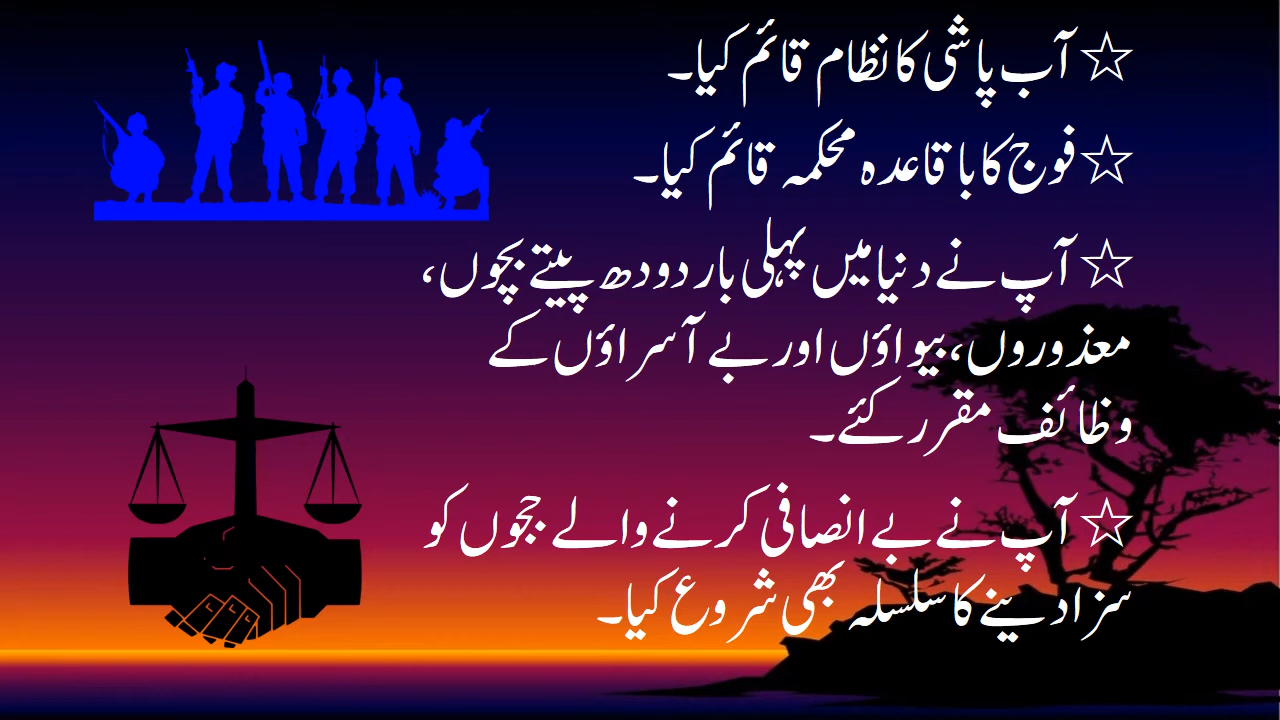 ☆ آب پاشی کا نظام قائم کیا۔
☆ فوج کا با قاعدہ محکمہ قائم کیا۔
☆ آپ نے دنیا میں پہلی بار دودھ پیتے بچوں،
معذوروں، بیواؤں اور بے آسراؤں کے
وظائف مقرر کئے۔
☆ آپ نے بے انصافی کرنے والے ججوں کو
سزا دینے کا سلسلہ بھی شروع کیا۔